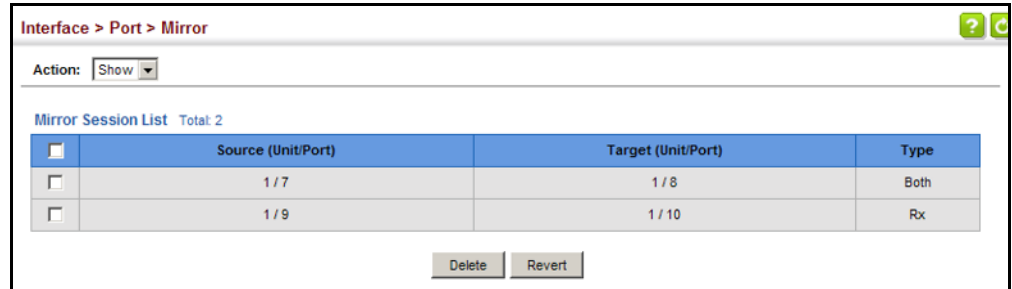 Interface > Port > Mirror
?
Action: Show
Mirror Session List Total: 2
Source (Unit/Port) Target (Unit/Port) Type
1 / 7 1 / 8 Both
1 / 9 1 / 10 Rx
Delete Revert